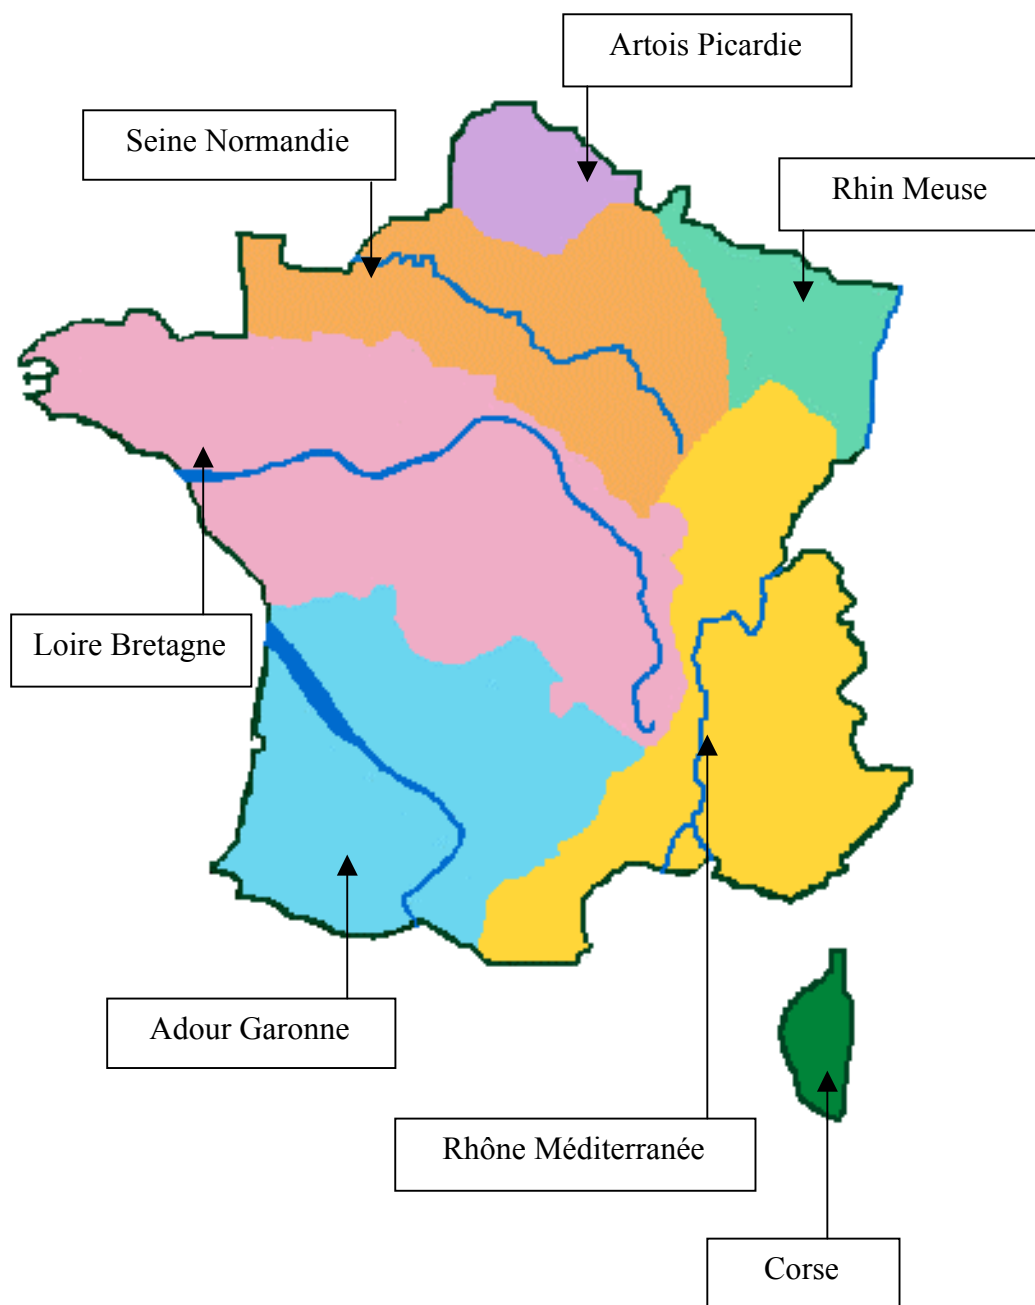 Artois Picardie
Seine Normandie
Rhin Meuse
Loire Bretagne
Adour Garonne
Rhône Méditerranée
Corse